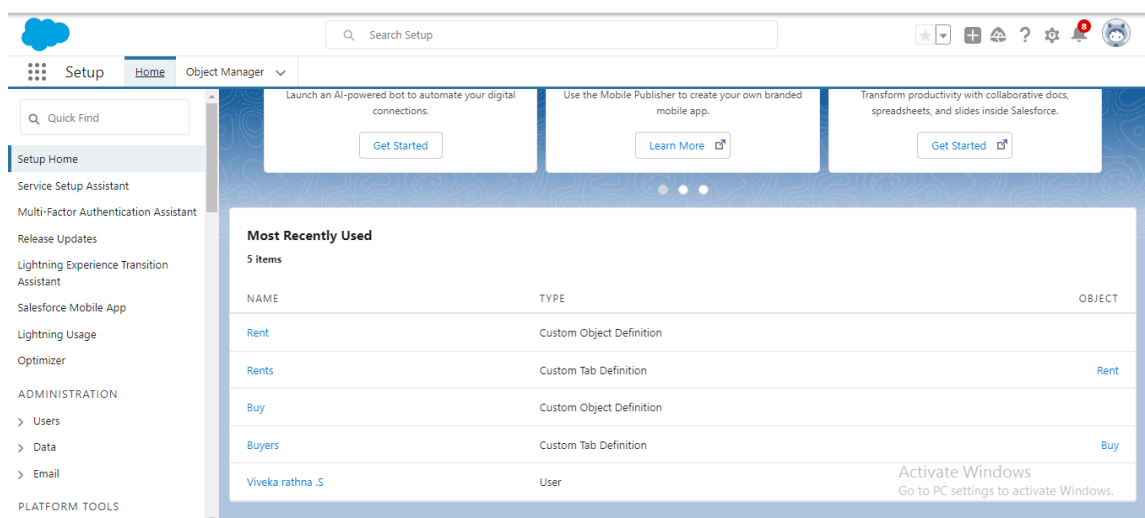 Search Setup
8
Setup
Home
Object Manager
Quick Find
Setup Home
Service Setup Assistant
Multi-Factor Authentication Assistant
Release Updates
Lightning Experience Transition
Assistant
Salesforce Mobile App
Lightning Usage
Optimizer
ADMINISTRATION
Users
Data
Email
PLATFORM TOOLS
Launch an AI-powered bot to automate your digital
connections.
Get Started
Use the Mobile Publisher to create your own branded
mobile app.
Learn More
Transform productivity with collaborative docs,
spreadsheets, and slides inside Salesforce.
Get Started
Most Recently Used
5 items
NAME TYPE OBJECT
Rent Custom Object Definition
Rents Custom Tab Definition Rent
Buy Custom Object Definition
Buyers Custom Tab Definition Buy
Viveka rathna .S User
Activate Windows
Go to PC settings to activate Windows.